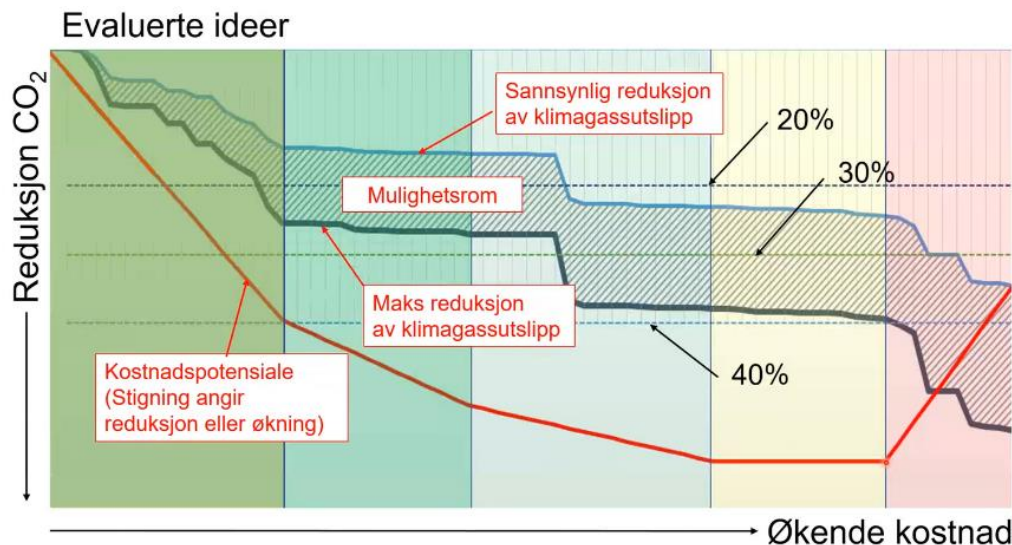 Evaluerte ideer
Reduksjon CO₂
Sannsynlig reduksjon
av klimagassutslipp
20%
30%
Mulighetsrom
Maks reduksjon
av klimagassutslipp
40%
Kostnadspotensiale
(Stigning angir
reduksjon eller økning)
Økende kostnad